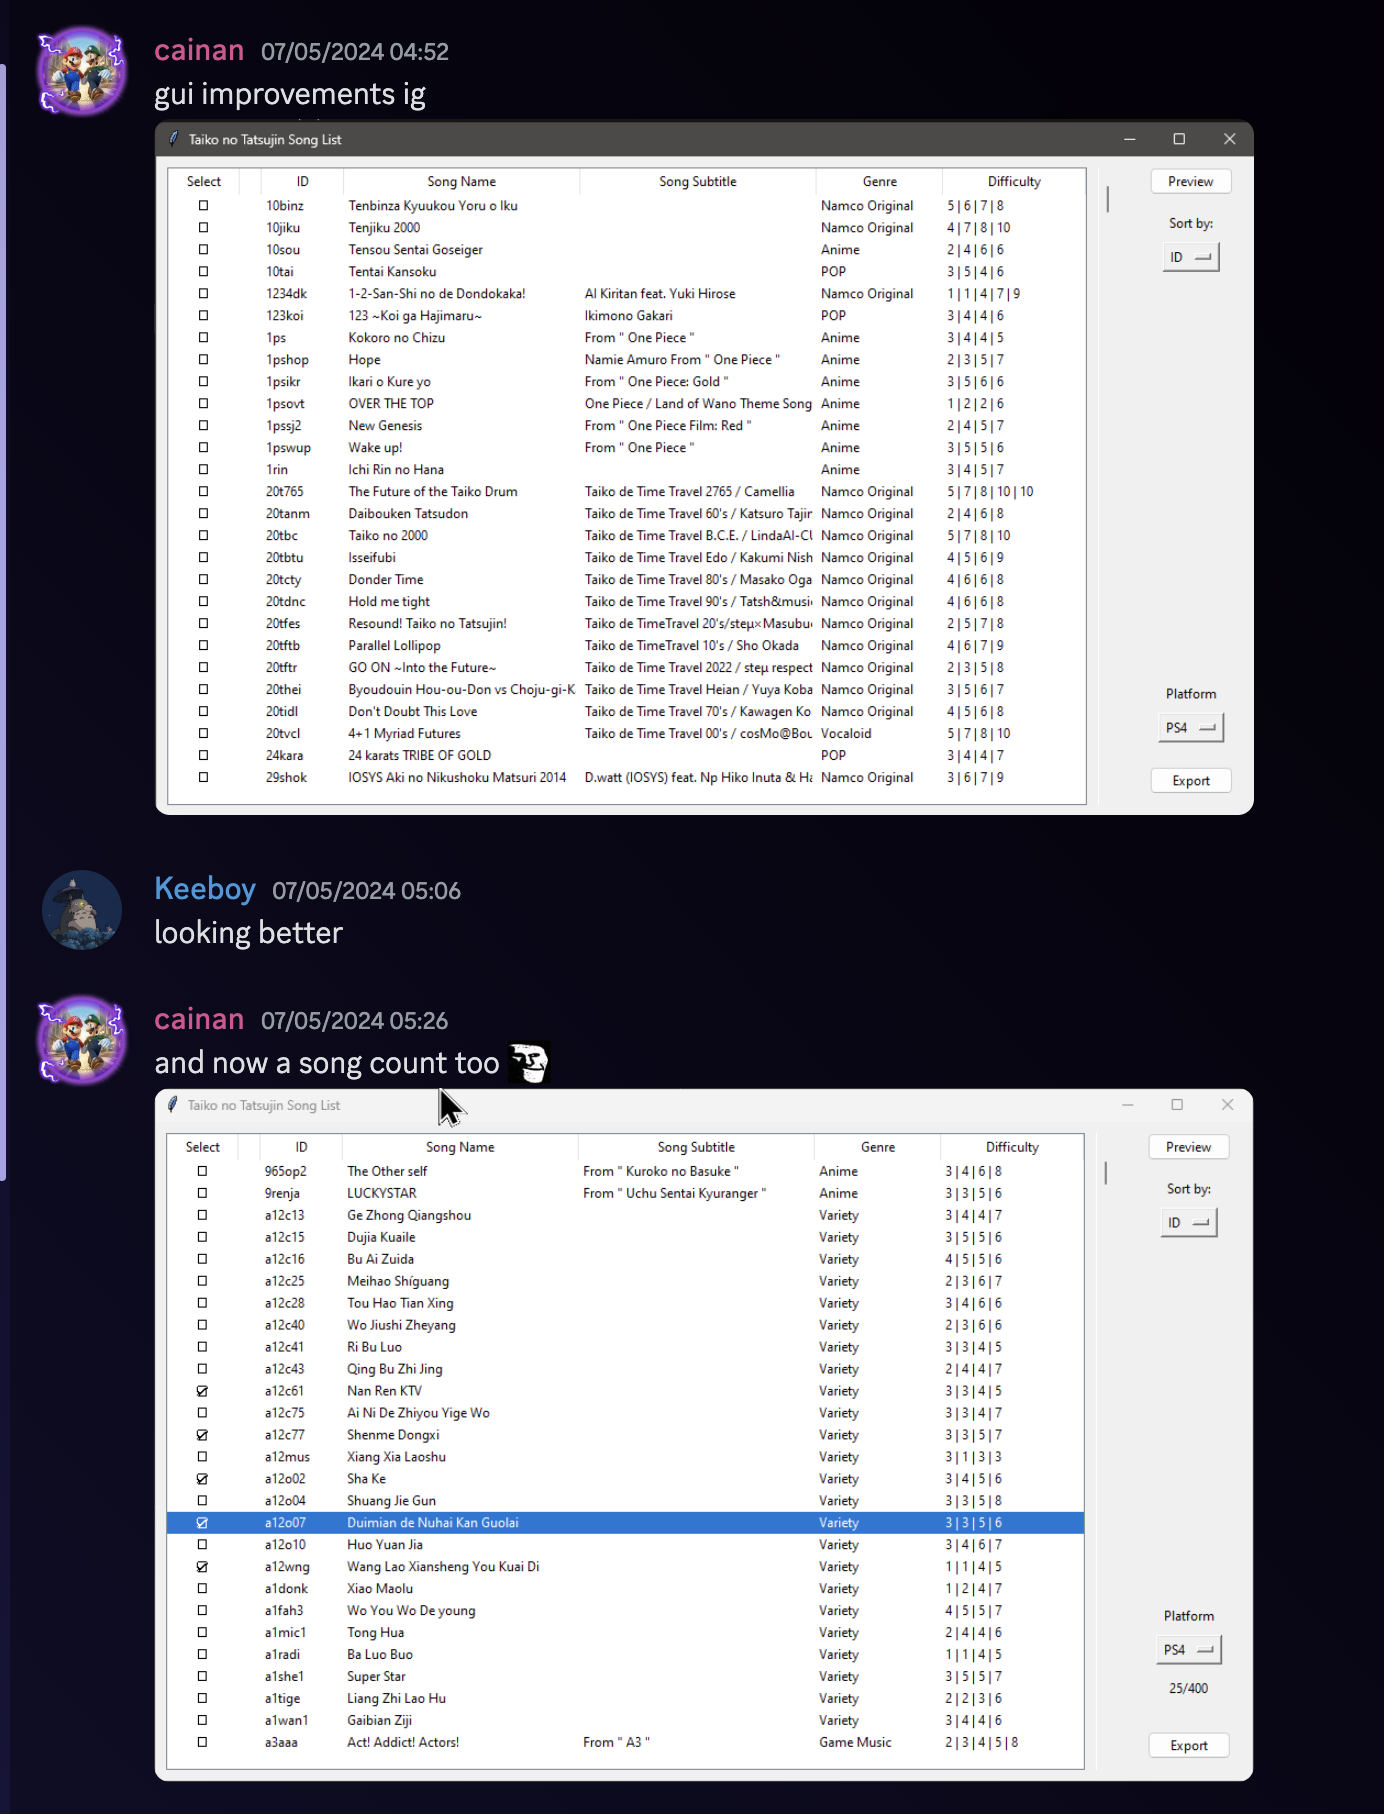 cainan 07/05/2024 04:52
gui improvements ig
Taiko no Tatsujin Song List
Select ID Song Name Song Subtitle Genre Difficulty Preview
10binz Tenbinza Kyuukou Yoru o Iku Namco Original 5 | 6 | 7 | 8
10jiku Tenjiku 2000 Namco Original 4 | 7 | 8 | 10 Sort by:
10sou Tensou Sentai Goseiger Anime 2 | 4 | 6 | 6 ID
10tai Tentai Kansoku POP 3 | 5 | 4 | 6
1234dk 1-2-San-Shi no de Dondokaka! AI Kiritan feat. Yuki Hirose Namco Original 1 | 1 | 4 | 7 | 9
123koi 123 ~Koi ga Hajimaru~ Ikimono Gakari POP 3 | 4 | 4 | 6
1ps Kokoro no Chizu From " One Piece " Anime 3 | 4 | 4 | 5
1pshop Hope Namie Amuro From " One Piece " Anime 2 | 3 | 5 | 7
1psikr Ikari o Kure yo From " One Piece: Gold " Anime 3 | 5 | 6 | 6
1psovt OVER THE TOP One Piece / Land of Wano Theme Song Anime 1 | 2 | 2 | 6
1pssj2 New Genesis From " One Piece Film: Red " Anime 2 | 4 | 5 | 7
1pswup Wake up! From " One Piece " Anime 3 | 5 | 5 | 6
1rin Ichi Rin no Hana Anime 3 | 4 | 5 | 7
20t765 The Future of the Taiko Drum Taiko de Time Travel 2765 / Camellia Namco Original 5 | 7 | 8 | 10 | 10
20tanm Daibouken Tatsudon Taiko de Time Travel 60's / Katsuro Tajir Namco Original 2 | 4 | 6 | 8
20tbc Taiko no 2000 Taiko de Time Travel B.C.E. / LindaAI-CU Namco Original 5 | 7 | 8 | 10
20tbtu Isseifubi Taiko de Time Travel Edo / Kakumi Nish Namco Original 4 | 5 | 6 | 9
20tcty Donder Time Taiko de Time Travel 80's / Masako Oga Namco Original 4 | 6 | 6 | 8
20tdnc Hold me tight Taiko de Time Travel 90's / Tatsh&musi Namco Original 4 | 6 | 6 | 8
20tfes Resound! Taiko no Tatsujin! Taiko de TimeTravel 20's/steμ×Masubu Namco Original 2 | 5 | 7 | 8
20tftb Parallel Lollipop Taiko de TimeTravel 10's / Sho Okada Namco Original 4 | 6 | 7 | 9
20tftr GO ON ~Into the Future~ Taiko de Time Travel 2022 / steμ respect Namco Original 2 | 3 | 5 | 8
20thei Byoudouin Hou-ou-Don vs Choju-gi-K Taiko de Time Travel Heian / Yuya Koba Namco Original 3 | 5 | 6 | 7 Platform
20tidl Don't Doubt This Love Taiko de Time Travel 70's / Kawagen Ko Namco Original 4 | 5 | 6 | 8
20tvcl 4+1 Myriad Futures Taiko de Time Travel 00's / cosMo@Bou Vocaloid 5 | 7 | 8 | 10 PS4
24kara 24 karats TRIBE OF GOLD POP 3 | 4 | 4 | 7
29shok IOSYS Aki no Nikushoku Matsuri 2014 D.watt (IOSYS) feat. Np Hiko Inuta & Ha Namco Original 3 | 6 | 7 | 9 Export
Keeboy 07/05/2024 05:06
looking better
cainan 07/05/2024 05:26
and now a song count too
Taiko no Tatsujin Song List
Select ID Song Name Song Subtitle Genre Difficulty Preview
965op2 The Other self From " Kuroko no Basuke " Anime 3 | 4 | 6 | 8
9renja LUCKYSTAR From " Uchu Sentai Kyuranger " Anime 3 | 3 | 5 | 6 Sort by:
a12c13 Ge Zhong Qiangshou Variety 3 | 4 | 4 | 7 ID
a12c15 Dujia Kuaile Variety 3 | 5 | 5 | 6
a12c16 Bu Ai Zuida Variety 4 | 5 | 5 | 6
a12c25 Meihao Shíguang Variety 2 | 3 | 6 | 7
a12c28 Tou Hao Tian Xing Variety 3 | 4 | 6 | 6
a12c40 Wo Jiushi Zheyang Variety 2 | 3 | 6 | 6
a12c41 Ri Bu Luo Variety 3 | 3 | 4 | 5
a12c43 Qing Bu Zhi Jing Variety 2 | 4 | 4 | 7
a12c61 Nan Ren KTV Variety 3 | 3 | 4 | 5
a12c75 Ai Ni De Zhiyou Yige Wo Variety 3 | 3 | 4 | 7
a12c77 Shenme Dongxi Variety 3 | 3 | 5 | 7
a12mus Xiang Xia Laoshu Variety 3 | 1 | 3 | 3
a12o02 Sha Ke Variety 3 | 4 | 5 | 6
a12o04 Shuang Jie Gun Variety 3 | 3 | 5 | 8
a12o07 Duimian de Nuhai Kan Guolai Variety 3 | 3 | 5 | 6
a12o10 Huo Yuan Jia Variety 3 | 4 | 6 | 7
a12wng Wang Lao Xiansheng You Kuai Di Variety 1 | 1 | 4 | 5
a1donk Xiao Maolu Variety 1 | 2 | 4 | 7
a1fah3 Wo You Wo De young Variety 4 | 5 | 5 | 7 Platform
a1mic1 Tong Hua Variety 2 | 4 | 4 | 6
a1radi Ba Luo Buo Variety 1 | 1 | 4 | 5 PS4
a1she1 Super Star Variety 3 | 5 | 5 | 7 25/400
a1tige Liang Zhi Lao Hu Variety 2 | 2 | 3 | 6
a1wan1 Gaibian Ziji Variety 3 | 4 | 4 | 6
a3aaa Act! Addict! Actors! From " A3 " Game Music 2 | 3 | 4 | 5 | 8 Export